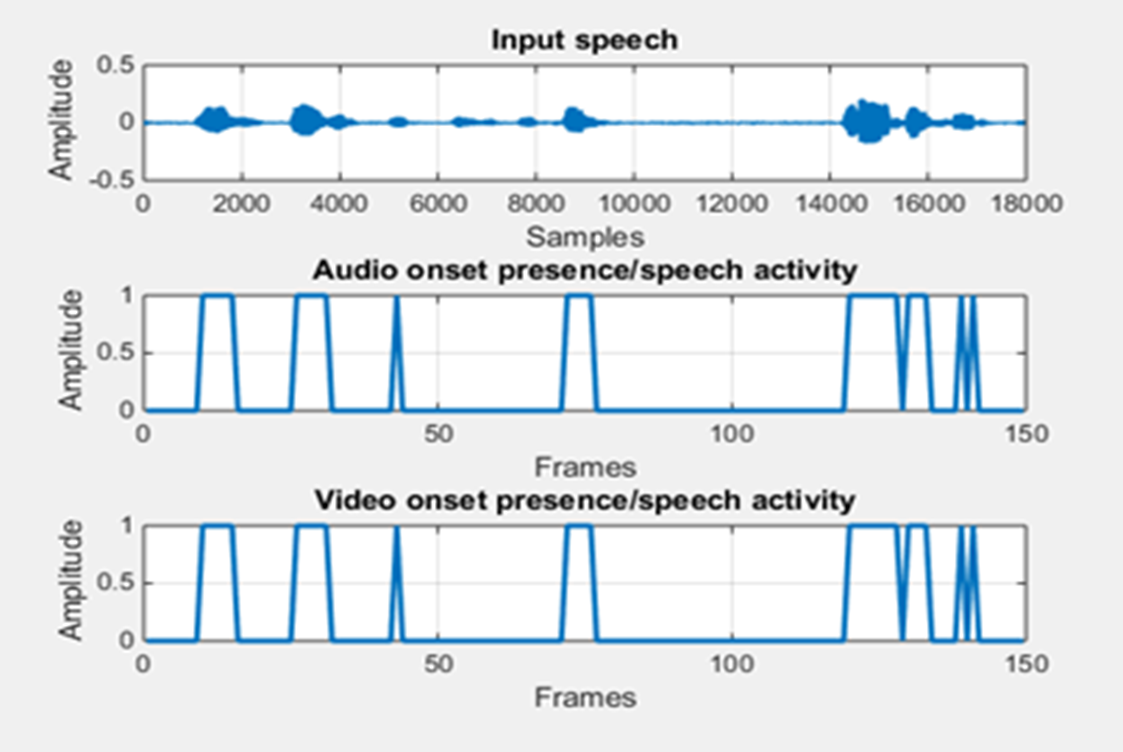 Input speech
Amplitude
0.5
0
-0.5
0 2000 4000 6000 8000 10000 12000 14000 16000 18000
Samples
Audio onset presence/speech activity
Amplitude
1
0.5
0
0 50 100 150
Frames
Video onset presence/speech activity
Amplitude
1
0.5
0
0 50 100 150
Frames